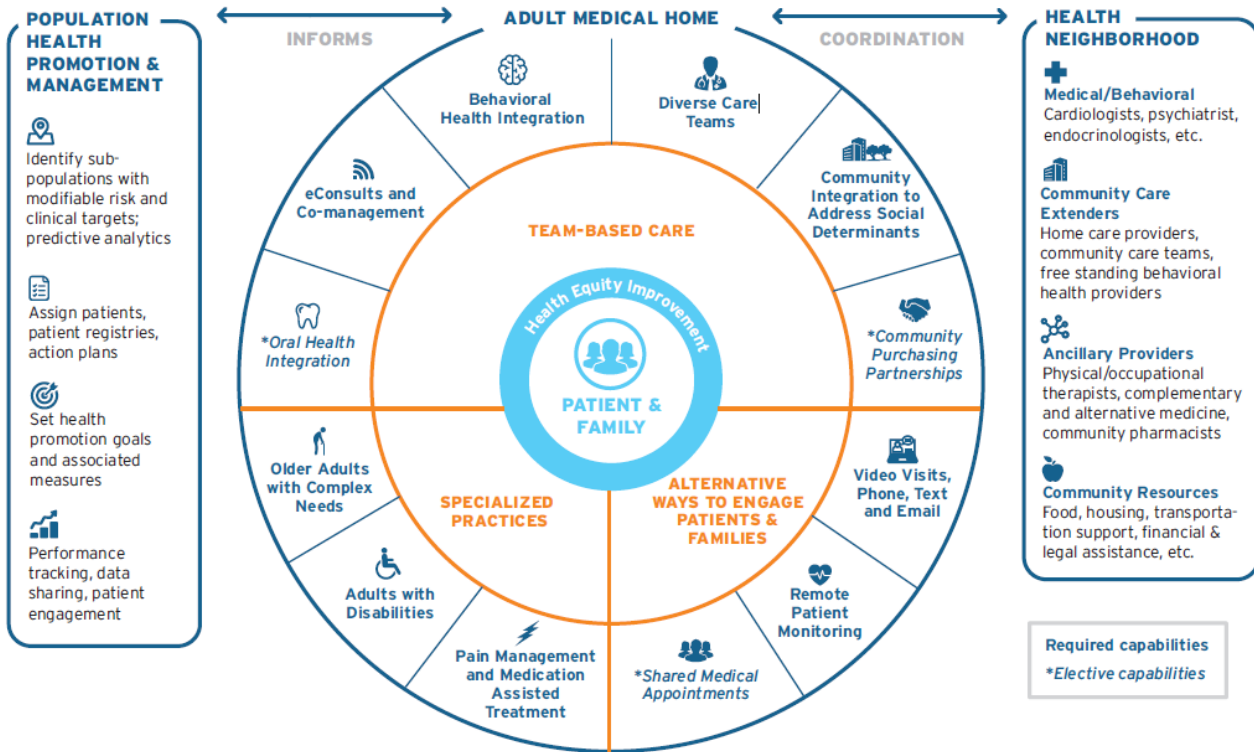 POPULATION
HEALTH
PROMOTION &
MANAGEMENT
Identify sub-
populations with
modifiable risk and
clinical targets;
predictive analytics
Assign patients,
patient registries,
action plans
Set health
promotion goals
and associated
measures
Performance
tracking, data
sharing, patient
engagement
INFORMS
ADULT MEDICAL HOME
COORDINATION
Behavioral
Health Integration
Diverse Care
Teams
eConsults and
Co-management
Community
Integration to
Address Social
Determinants
*Oral Health
Integration
*Community
Purchasing
Partnerships
TEAM-BASED CARE
Health Equity Improvement
PATIENT &
FAMILY
SPECIALIZED
PRACTICES
ALTERNATIVE
WAYS TO ENGAGE
PATIENTS &
FAMILIES
Older Adults
with Complex
Needs
Adults with
Disabilities
Pain Management
and Medication
Assisted
Treatment
*Shared Medical
Appointments
Remote
Patient
Monitoring
Video Visits,
Phone, Text
and Email
HEALTH
NEIGHBORHOOD
Medical/Behavioral
Cardiologists, psychiatrist,
endocrinologists, etc.
Community Care
Extenders
Home care providers,
community care teams,
free standing behavioral
health providers
Ancillary Providers
Physical/occupational
therapists, complementary
and alternative medicine,
community pharmacists
Community Resources
Food, housing, transporta-
tion support, financial &
legal assistance, etc.
Required capabilities
*Elective capabilities